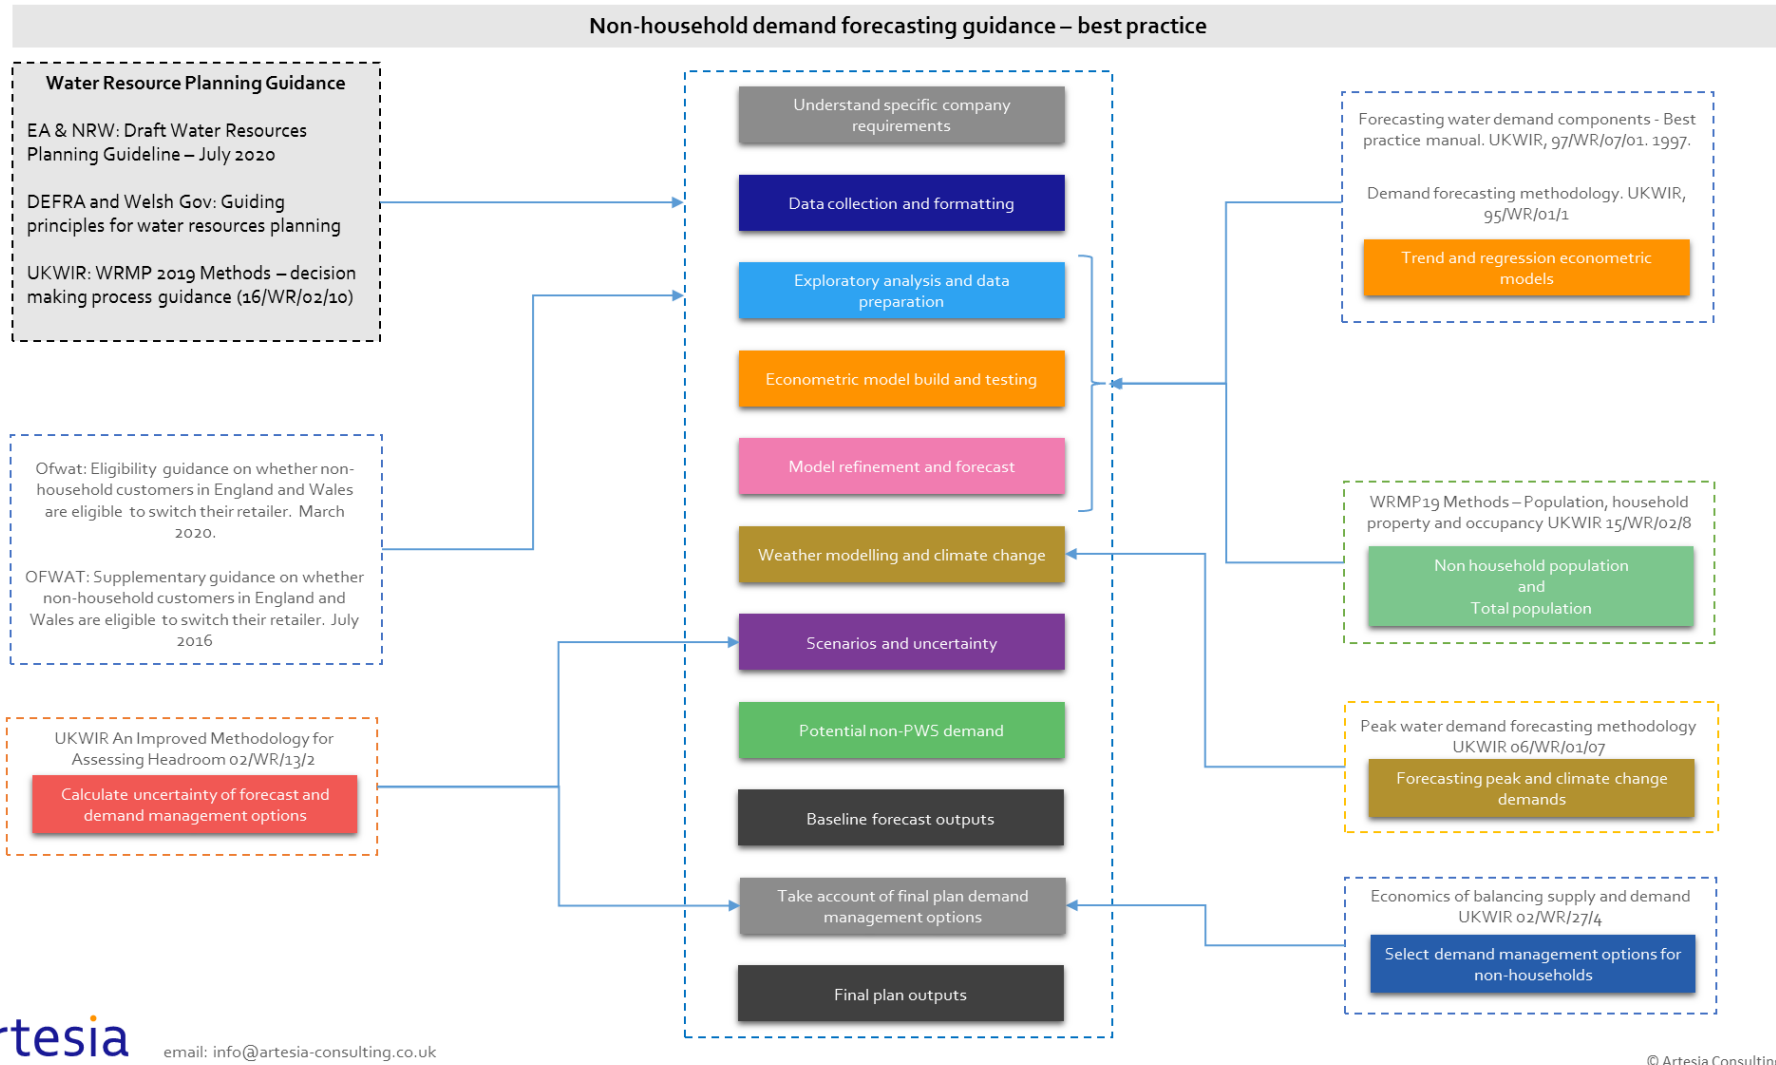 Non-household demand forecasting guidance – best practice
Water Resource Planning Guidance
EA & NRW: Draft Water Resources
Planning Guideline – July 2020
DEFRA and Welsh Gov: Guiding
principles for water resources planning
UKWIR: WRMP 2019 Methods – decision
making process guidance (16/WR/02/10)
Ofwat: Eligibility guidance on whether non-
household customers in England and Wales
are eligible to switch their retailer. March
2020.
OFWAT: Supplementary guidance on whether
non-household customers in England and
Wales are eligible to switch their retailer. July
2016
UKWIR An Improved Methodology for
Assessing Headroom 02/WR/13/2
Calculate uncertainty of forecast and
demand management options
Understand specific company
requirements
Data collection and formatting
Exploratory analysis and data
preparation
Econometric model build and testing
Model refinement and forecast
Weather modelling and climate change
Scenarios and uncertainty
Potential non-PWS demand
Baseline forecast outputs
Take account of final plan demand
management options
Final plan outputs
Forecasting water demand components - Best
practice manual. UKWIR, 97/WR/07/01. 1997.
Demand forecasting methodology. UKWIR,
95/WR/01/1
Trend and regression econometric
models
WRMP19 Methods – Population, household
property and occupancy UKWIR 15/WR/02/8
Non household population
and
Total population
Peak water demand forecasting methodology
UKWIR 06/WR/01/07
Forecasting peak and climate change
demands
Economics of balancing supply and demand
UKWIR 02/WR/27/4
Select demand management options for
non-households
rtesia
email: info@artesia-consulting.co.uk
© Artesia Consulting